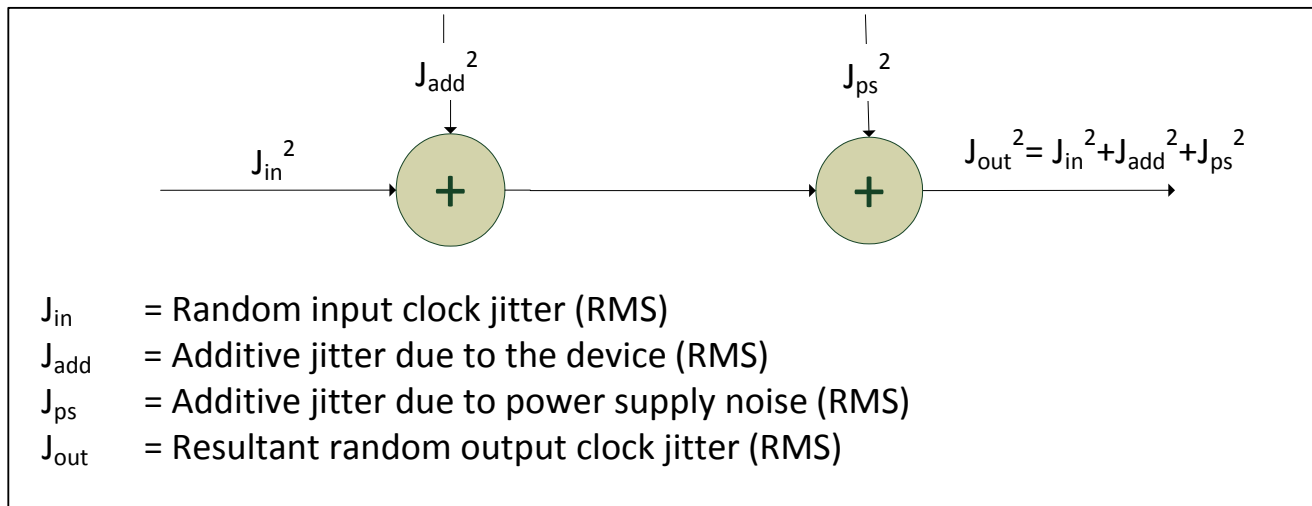 J_add^2
J_ps^2
J_in^2
J_out^2= J_in^2+J_add^2+J_ps^2
+
+
J_in = Random input clock jitter (RMS)
J_add = Additive jitter due to the device (RMS)
J_ps = Additive jitter due to power supply noise (RMS)
J_out = Resultant random output clock jitter (RMS)